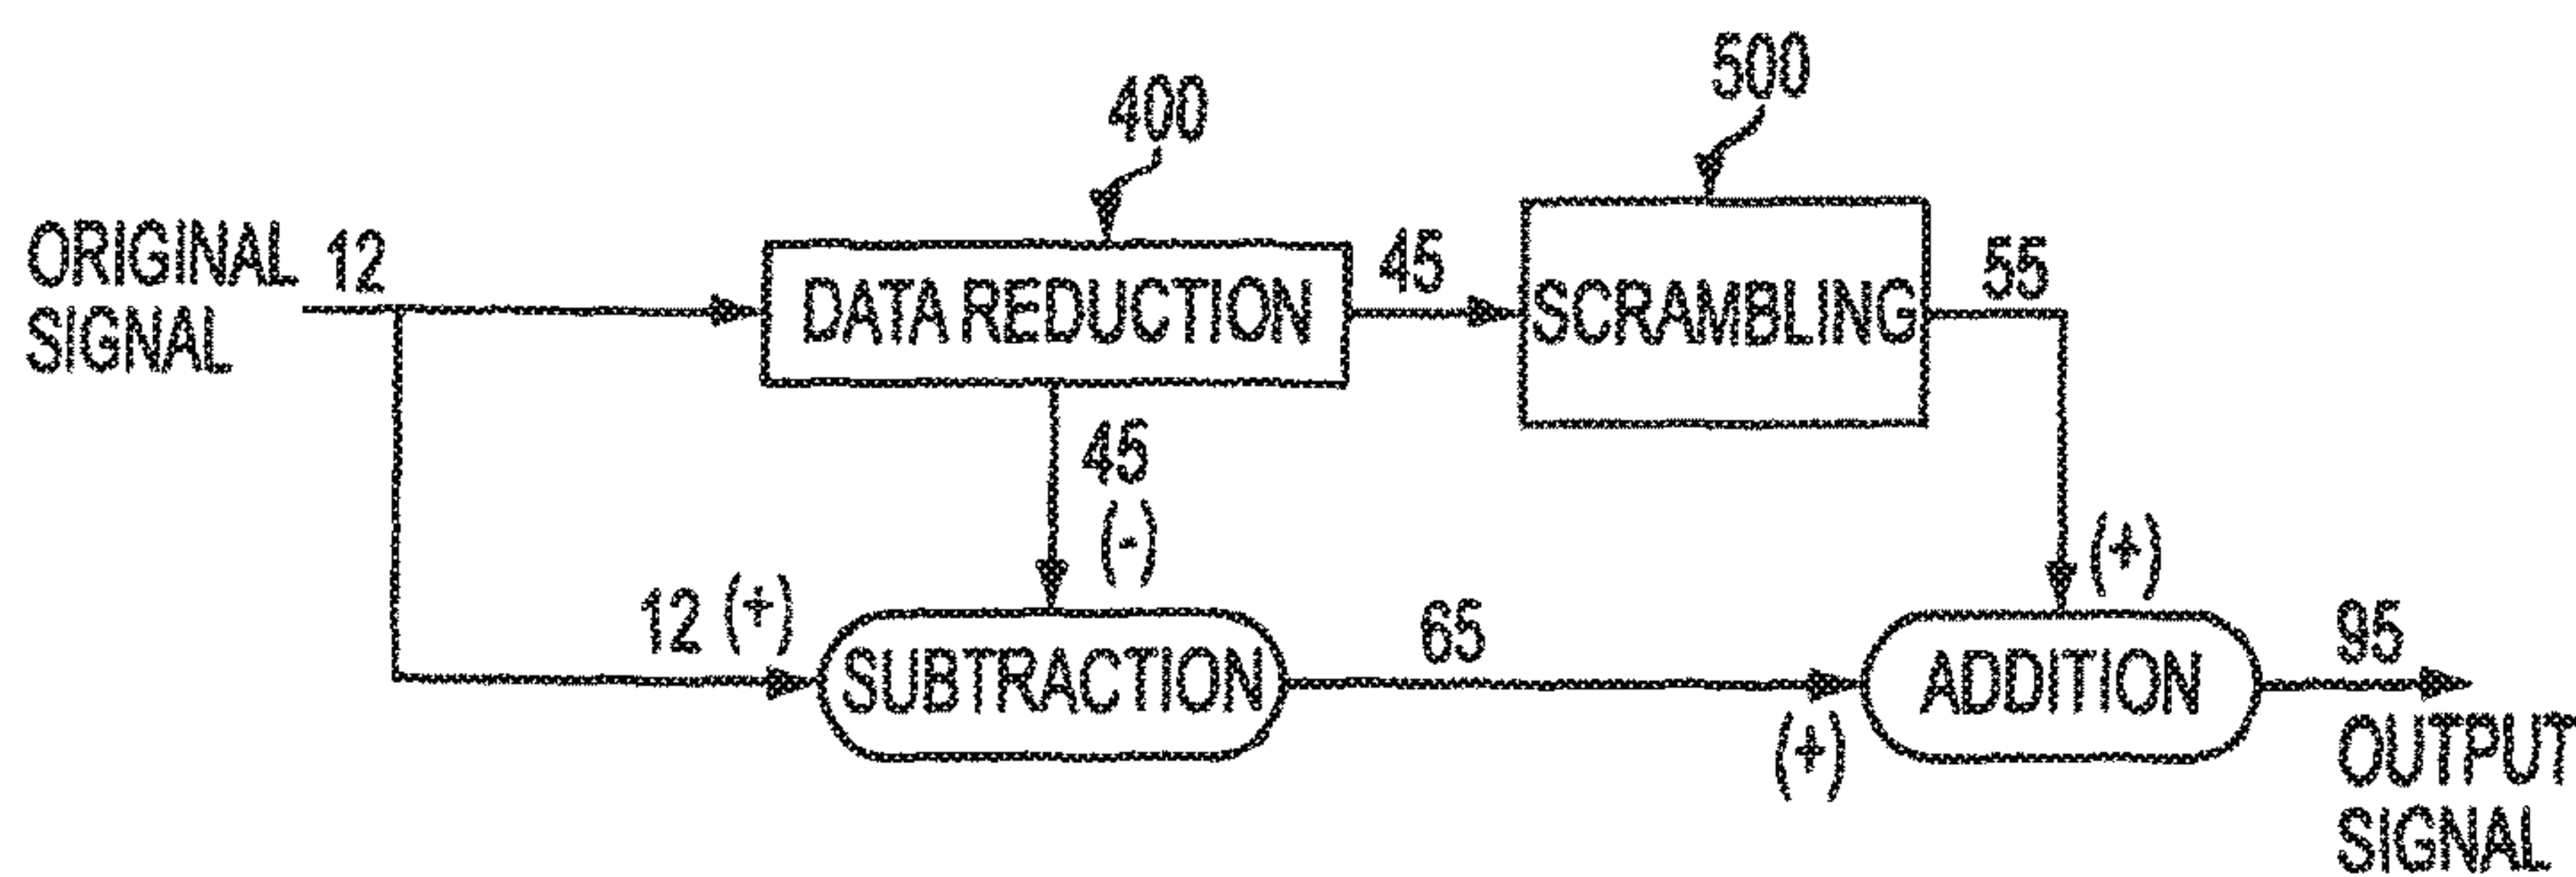 500
400
ORIGINAL
SIGNAL
12
DATA REDUCTION
45
SCRAMBLING
55
45
(-)
(+)
12 (+)
SUBTRACTION
65
(+)
ADDITION
95
OUTPUT
SIGNAL